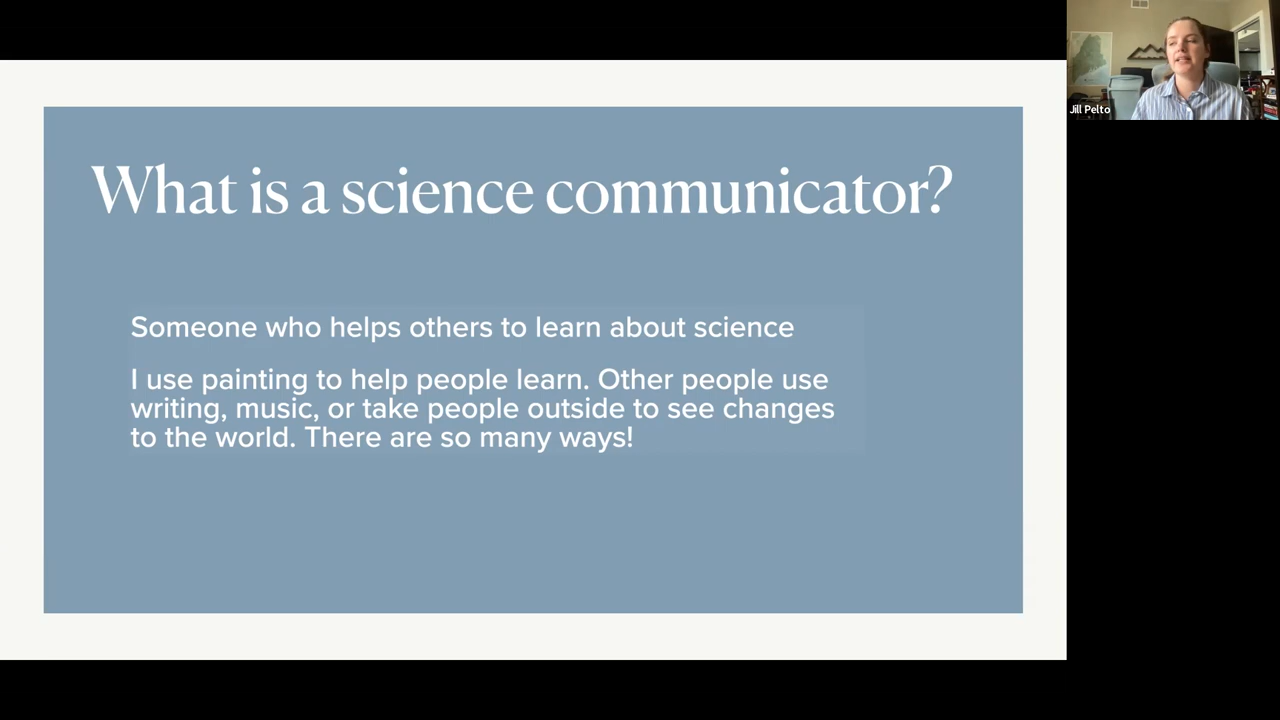 What is a science communicator?
Someone who helps others to learn about science
I use painting to help people learn. Other people use
writing, music, or take people outside to see changes
to the world. There are so many ways!
Jill Pelto